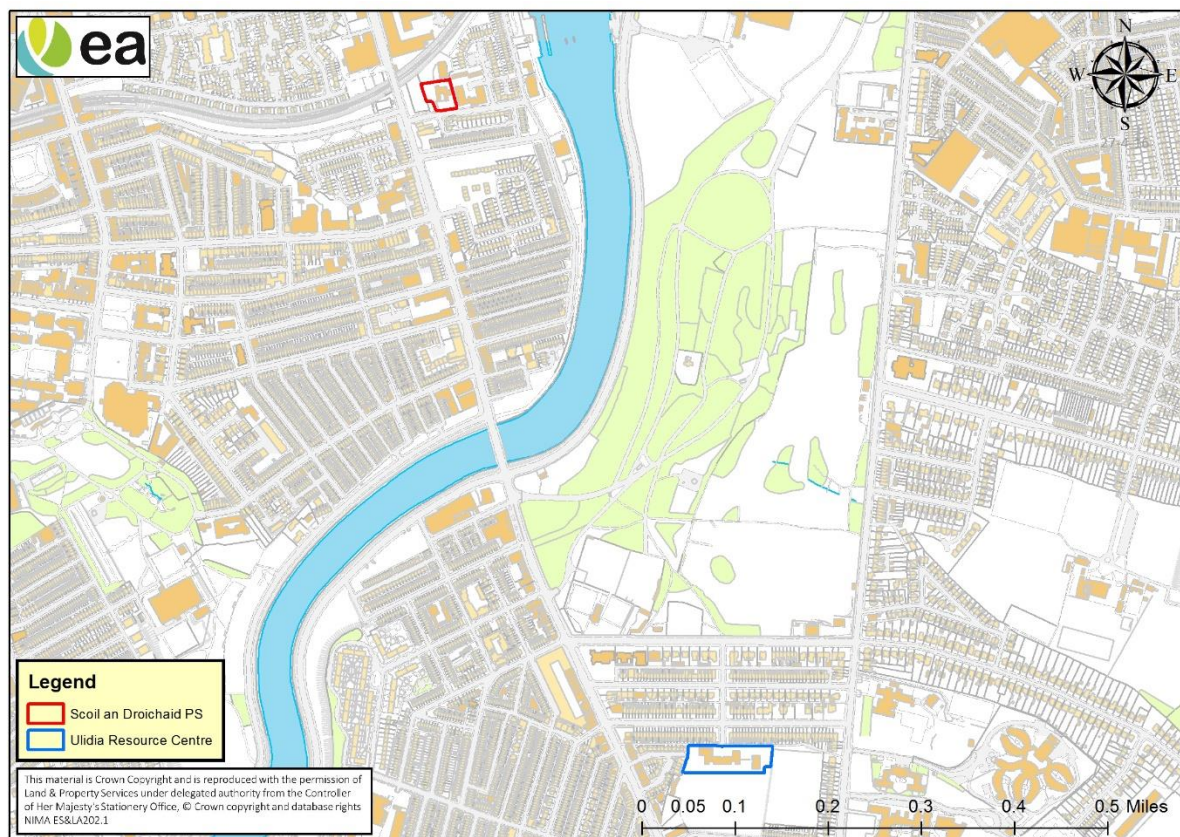 ea
N
W E
S
27-4-16
Legend
Scoil an Droichaid PS
Ulidia Resource Centre
This material is Crown Copyright and is reproduced with the permission of
Land & Property Services under delegated authority from the Controller
of Her Majesty's Stationery Office, © Crown copyright and database rights
NIMA ES&LA202.1
0 0.05 0.1 0.2 0.3 0.4 0.5 Miles